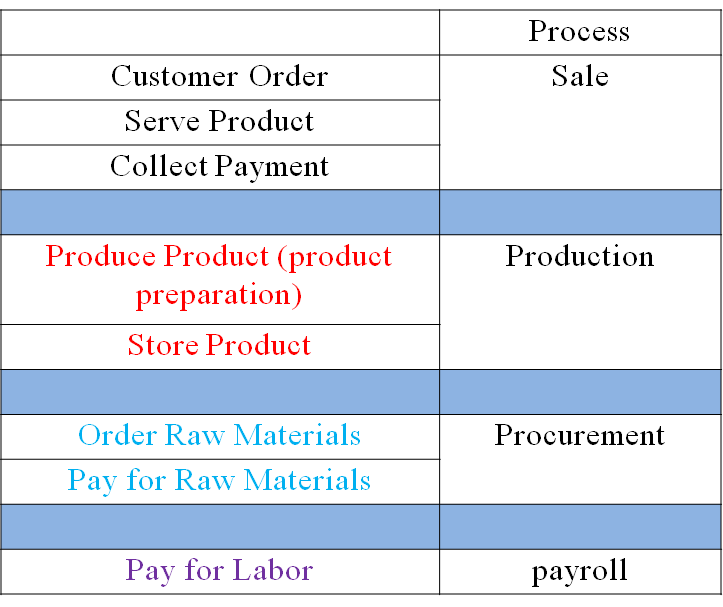 Process
Customer Order
Sale
Serve Product
Collect Payment
Produce Product (product
preparation)
Production
Store Product
Order Raw Materials
Procurement
Pay for Raw Materials
Pay for Labor
payroll